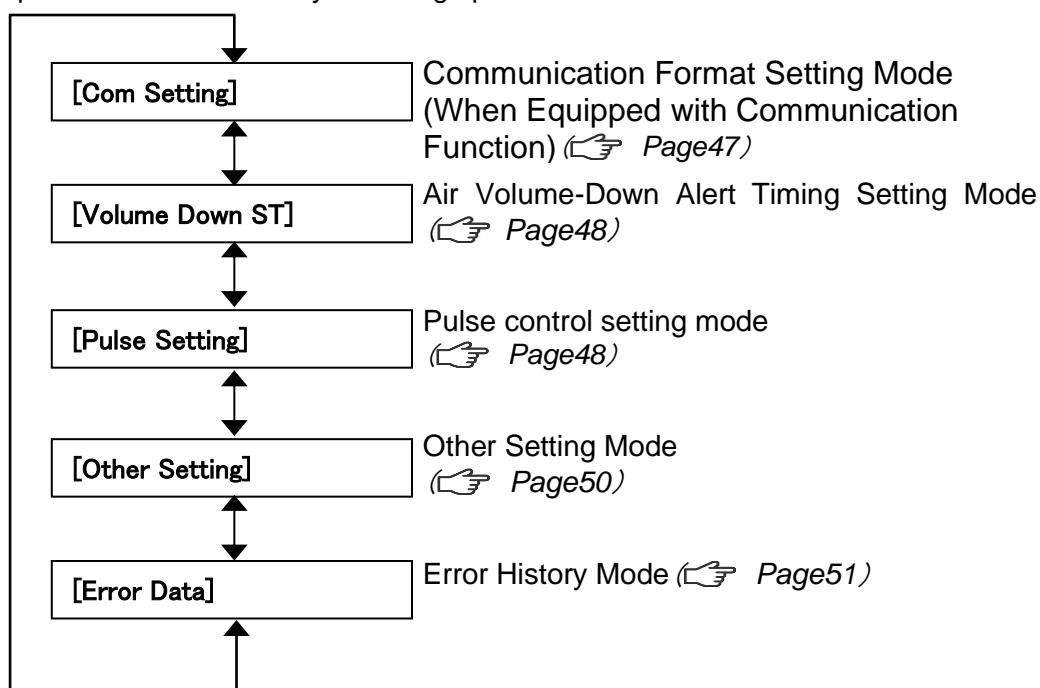 [Com Setting]
Communication Format Setting Mode
(When Equipped with Communication
Function) ( Page47)
[Volume Down ST]
Air Volume-Down Alert Timing Setting Mode
( Page48)
[Pulse Setting]
Pulse control setting mode
( Page48)
[Other Setting]
Other Setting Mode
( Page50)
[Error Data]
Error History Mode ( Page51)